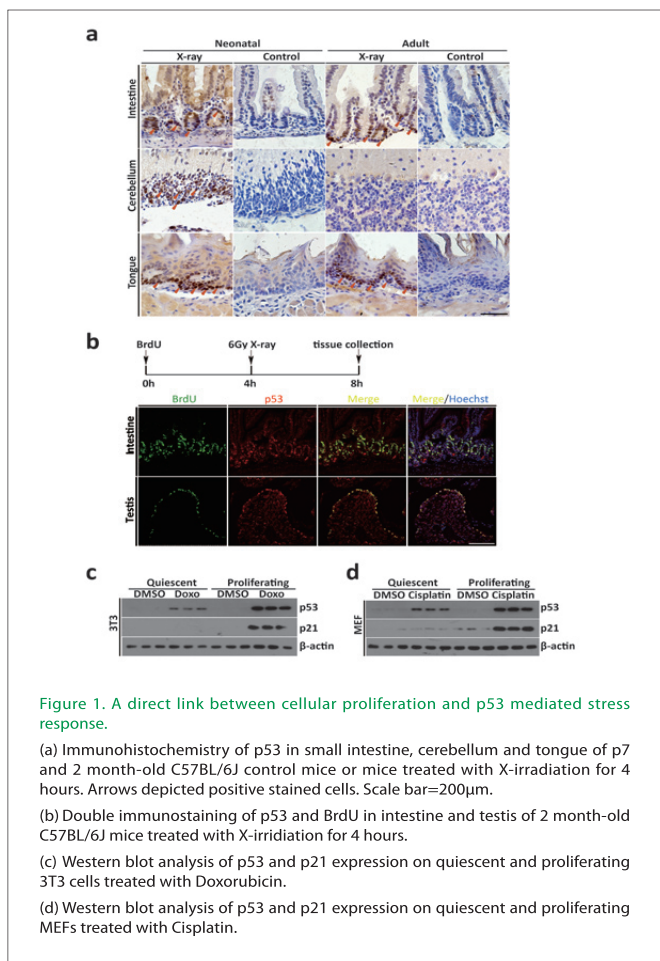 a
Neonatal Adult
X-ray Control X-ray Control
Intestine
Cerebellum
Tongue
b
BrdU 6Gy X-ray tissue collection
0h 4h 8h
BrdU p53 Merge Merge/Hoechst
Intestine
Testis
c
Quiescent Proliferating
DMSO Doxo DMSO Doxo
3T3
p53
p21
β-actin
d
Quiescent Proliferating
DMSO Cisplatin DMSO Cisplatin
MEF
p53
p21
β-actin
Figure 1. A direct link between cellular proliferation and p53 mediated stress
response.
(a) Immunohistochemistry of p53 in small intestine, cerebellum and tongue of p7
and 2 month-old C57BL/6J control mice or mice treated with X-irradiation for 4
hours. Arrows depicted positive stained cells. Scale bar=200μm.
(b) Double immunostaining of p53 and BrdU in intestine and testis of 2 month-old
C57BL/6J mice treated with X-irridiation for 4 hours.
(c) Western blot analysis of p53 and p21 expression on quiescent and proliferating
3T3 cells treated with Doxorubicin.
(d) Western blot analysis of p53 and p21 expression on quiescent and proliferating
MEFs treated with Cisplatin.